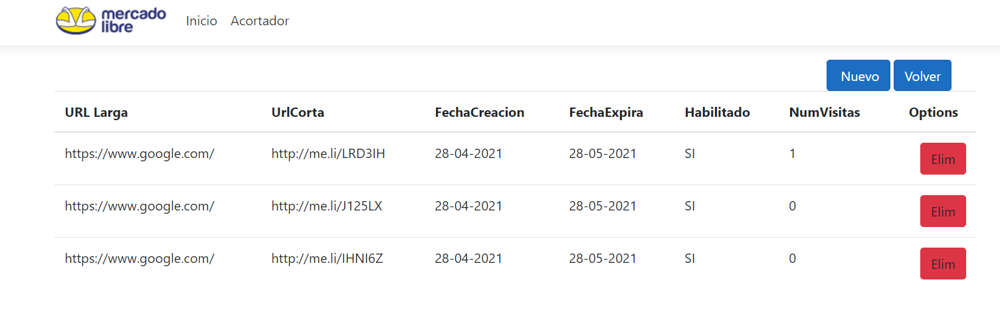 mercado
libre
Inicio Acortador
Nuevo Volver
URL Larga UrlCorta FechaCreacion FechaExpira Habilitado NumVisitas Options
https://www.google.com/ http://me.li/LRD3IH 28-04-2021 28-05-2021 SI 1 Elim
https://www.google.com/ http://me.li/J125LX 28-04-2021 28-05-2021 SI 0 Elim
https://www.google.com/ http://me.li/IHNI6Z 28-04-2021 28-05-2021 SI 0 Elim